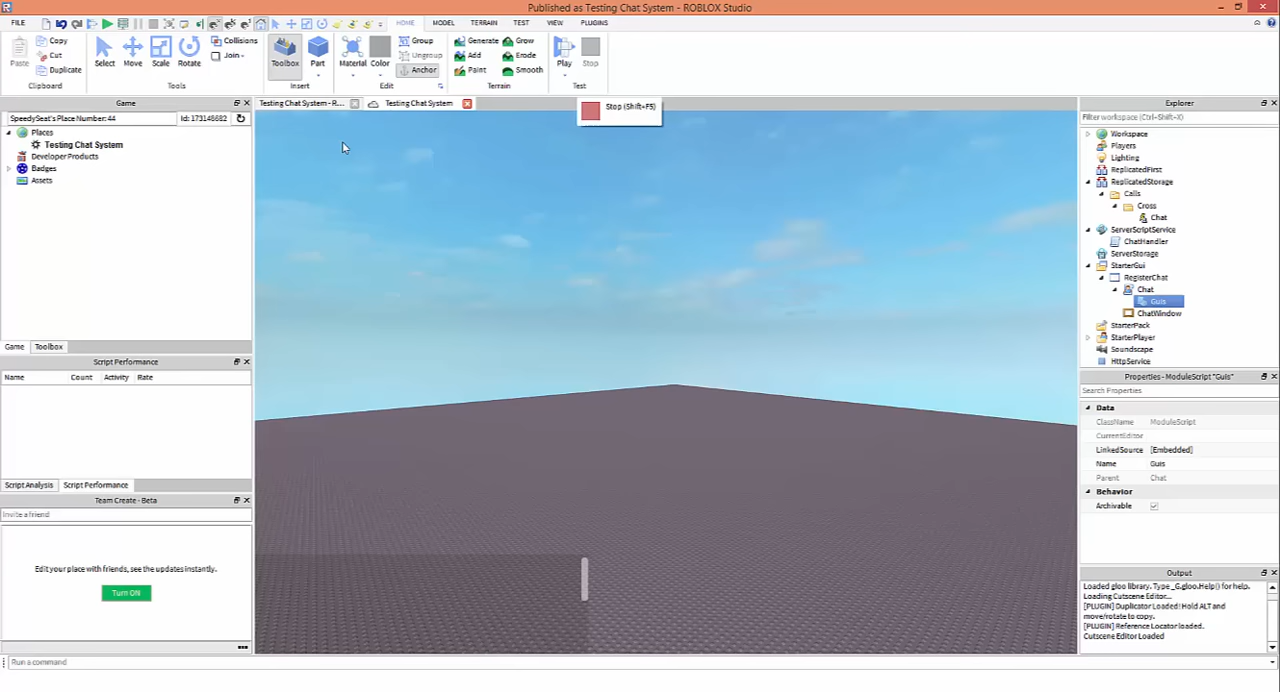 Published as Testing Chat System - ROBLOX Studio
FILE HOME MODEL TERRAIN TEST VIEW PLUGINS
Paste
Copy
Cut
Duplicate
Clipboard
Select Move Scale Rotate
Collisions
Join
Tools
Toolbox Part
Insert
Material Color
Group
Ungroup
Anchor
Edit
Generate Grow
Add Erode
Paint Smooth
Terrain
Play Stop
Test
Game
SpeedySeat's Place Number: 44 Id: 173148682
Places
Testing Chat System
Developer Products
Badges
Assets
Game Toolbox
Script Performance
Name Count Activity Rate
Script Analysis Script Performance
Team Create - Beta
Invite a friend
Edit your place with friends, see the updates instantly.
Turn ON
Testing Chat System - R... Testing Chat System
Stop (Shift+F5)
Explorer
Filter workspace (Ctrl+Shift+X)
Workspace
Players
Lighting
ReplicatedFirst
ReplicatedStorage
Calls
Cross
Chat
ServerScriptService
ChatHandler
ServerStorage
StarterGui
RegisterChat
Chat
Guis
ChatWindow
StarterPack
StarterPlayer
Soundscape
HttpService
Properties - ModuleScript "Guis"
Search Properties
Data
ClassName ModuleScript
CurrentEditor
LinkedSource [Embedded]
Name Guis
Parent Chat
Behavior
Archivable
Output
Loaded gloo library. Type _G.gloo.Help() for help.
Loading Cutscene Editor...
[PLUGIN] Duplicator Loaded! Hold ALT and
move/rotate to copy.
[PLUGIN] Reference Locator loaded.
Cutscene Editor Loaded
Run a command